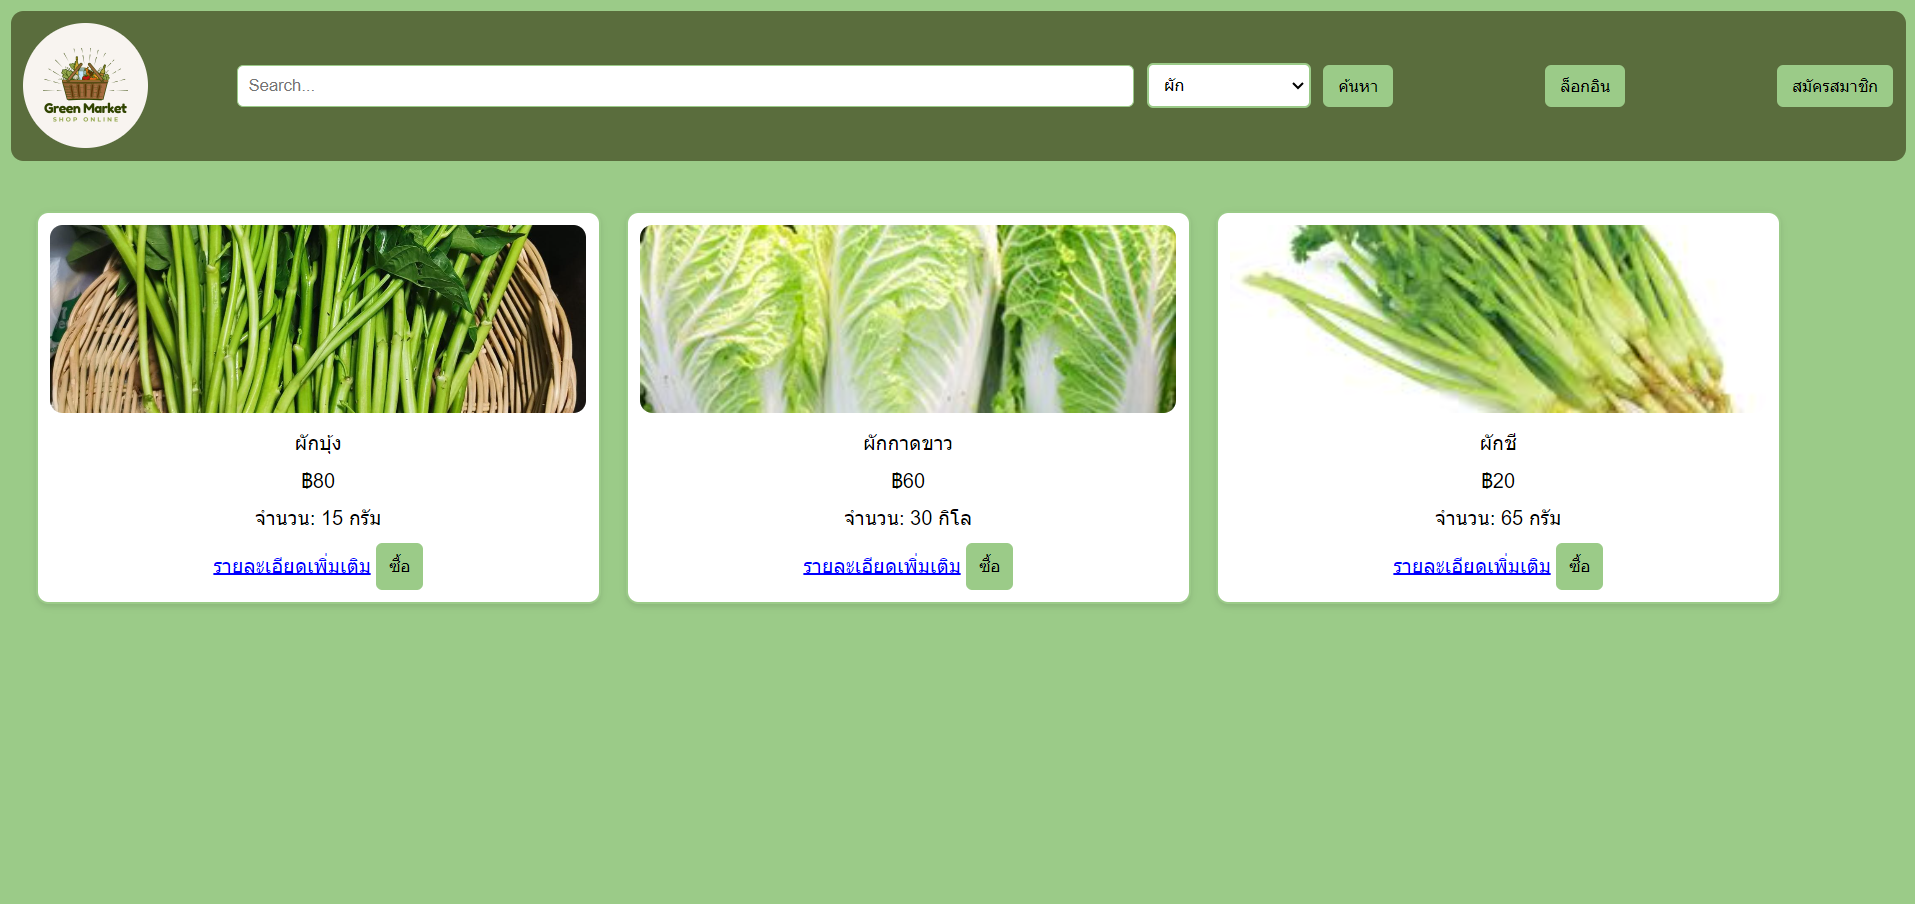 Green Market
SHOP ONLINE
Search...
ผัก
ค้นหา
ล็อกอิน
สมัครสมาชิก
ผักบุ้ง
฿80
จำนวน: 15 กรัม
รายละเอียดเพิ่มเติม ซื้อ
ผักกาดขาว
฿60
จำนวน: 30 กิโล
รายละเอียดเพิ่มเติม ซื้อ
ผักชี
฿20
จำนวน: 65 กรัม
รายละเอียดเพิ่มเติม ซื้อ